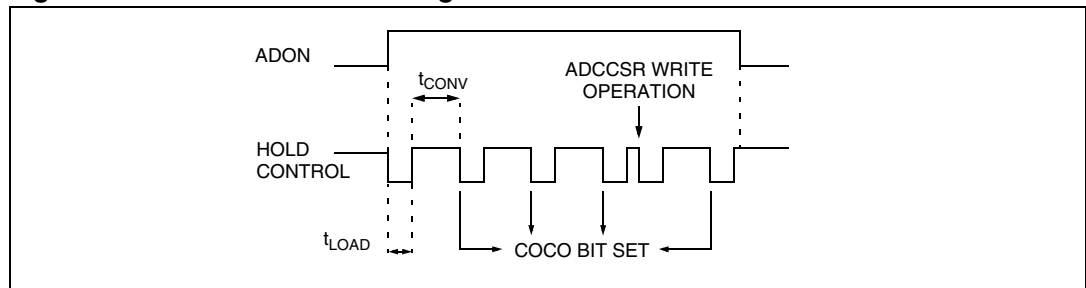 ADON
ADCCSR WRITE
OPERATION
tCONV
HOLD
CONTROL
tLOAD
COCO BIT SET